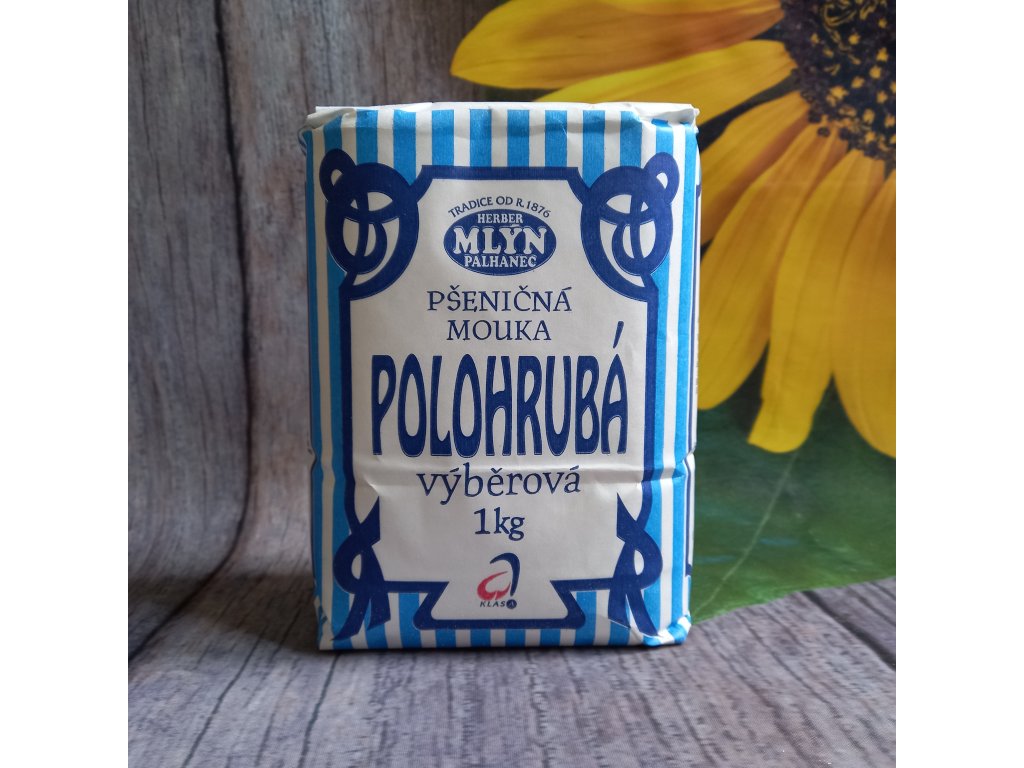 TRADICE OD R.1876
HERBER
MLÝN
PALHANEC
PŠENIČNÁ
MOUKA
POLOHRUBÁ
výběrová
1kg
KLASA